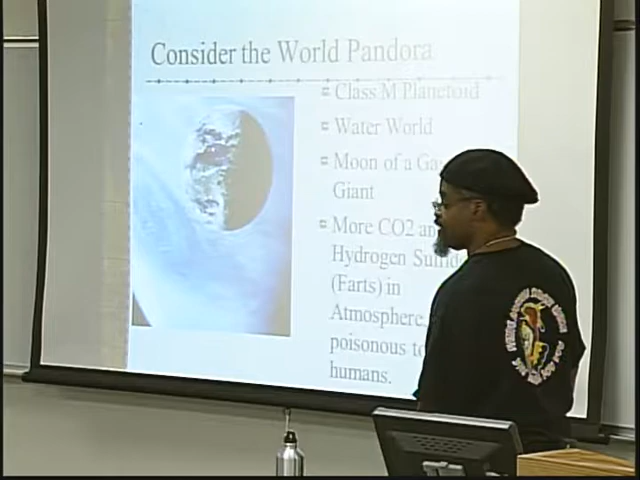 Consider the World Pandora
Class M Planetoid
Water World
Moon of a Ga
Giant
More CO2 an
Hydrogen Sulfide
(Farts) in
Atmosphere,
poisonous to
humans.